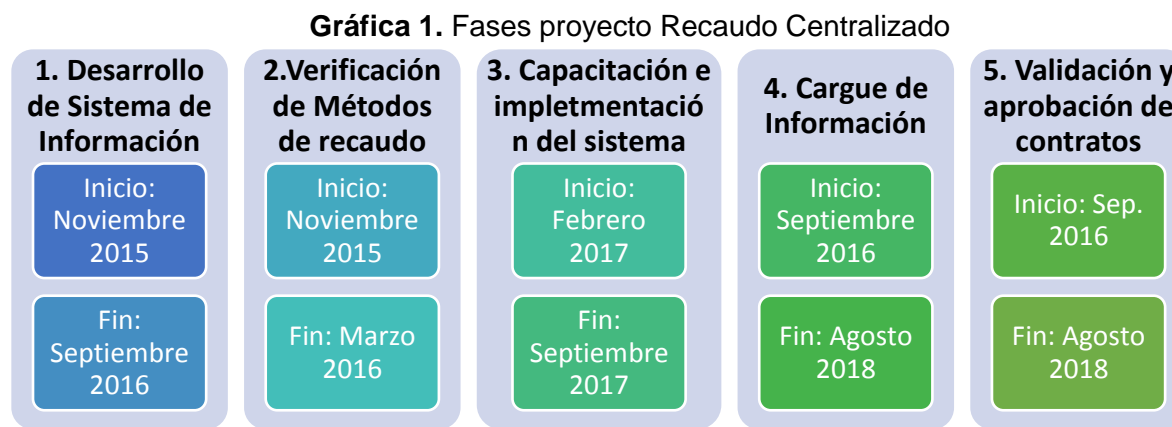 Gráfica 1. Fases proyecto Recaudo Centralizado
1. Desarrollo
de Sistema de
Información
Inicio:
Noviembre
2015
Fin:
Septiembre
2016
2.Verificación
de Métodos
de recaudo
Inicio:
Noviembre
2015
Fin: Marzo
2016
3. Capacitación e
impletmentació
n del sistema
Inicio:
Febrero
2017
Fin:
Septiembre
2017
4. Cargue de
Información
Inicio:
Septiembre
2016
Fin: Agosto
2018
5. Validación y
aprobación de
contratos
Inicio: Sep.
2016
Fin: Agosto
2018